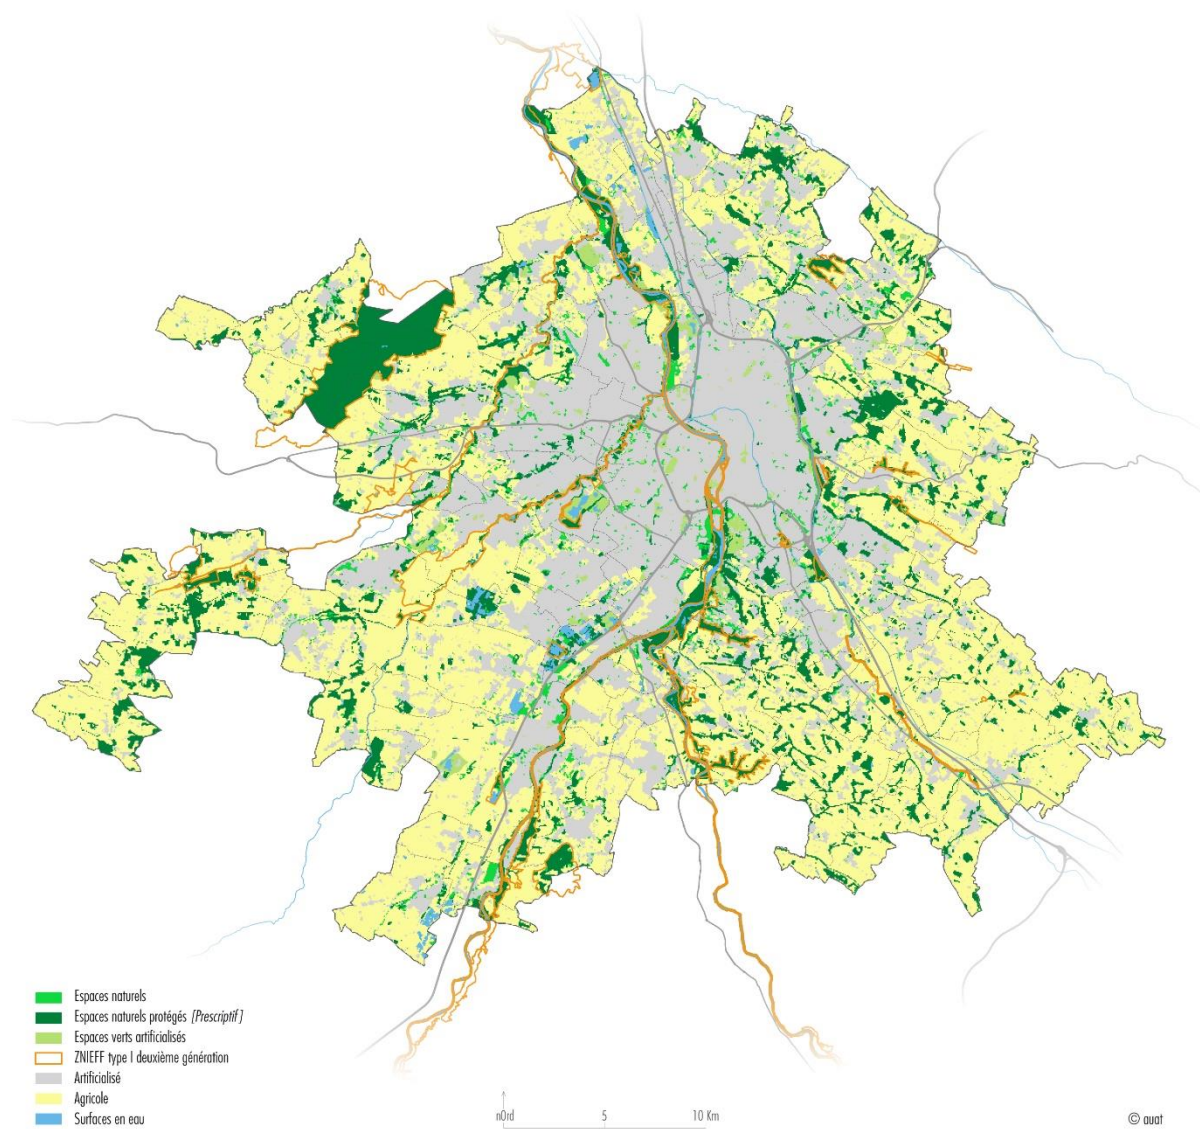 Espaces naturels
Espaces naturels protégés [Prescriptif]
Espaces verts artificialisés
ZNIEFF type I deuxième génération
Artificialisé
Agricole
Surfaces en eau
nOrd 5 10 Km
© auat